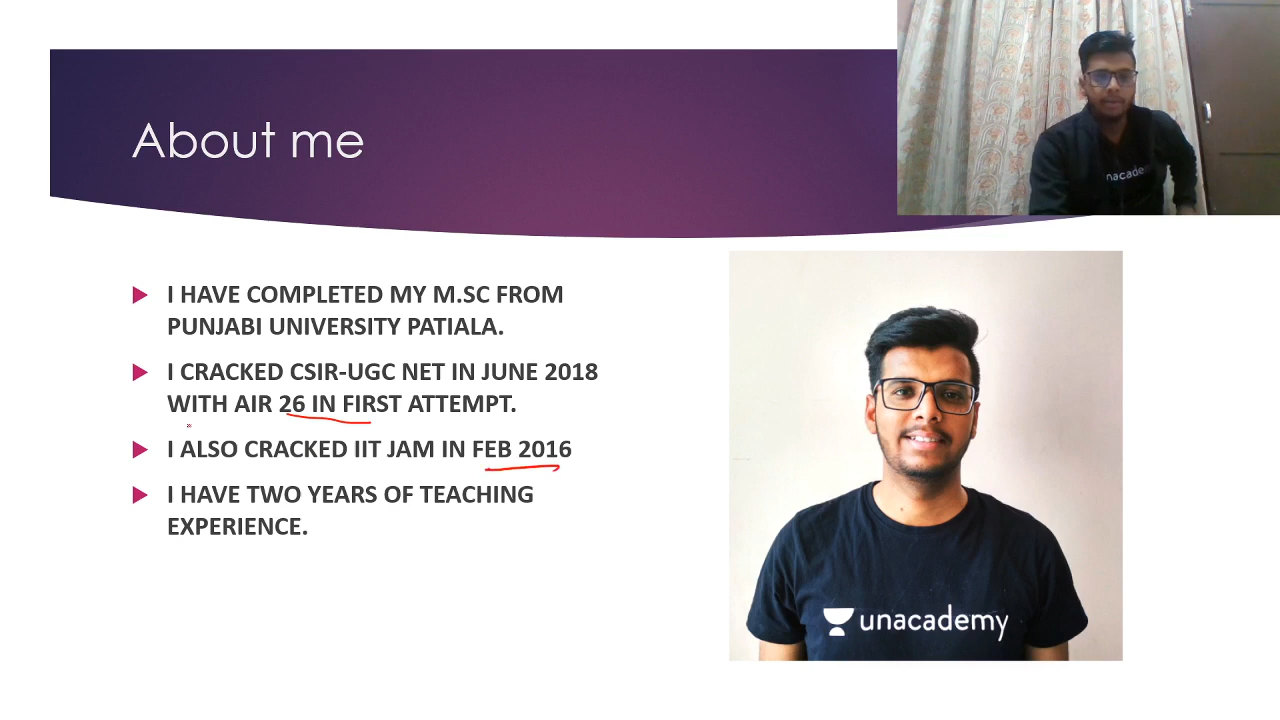 About me
I HAVE COMPLETED MY M.SC FROM
PUNJABI UNIVERSITY PATIALA.
I CRACKED CSIR-UGC NET IN JUNE 2018
WITH AIR 26 IN FIRST ATTEMPT.
I ALSO CRACKED IIT JAM IN FEB 2016
I HAVE TWO YEARS OF TEACHING
EXPERIENCE.
nacade
unacademy